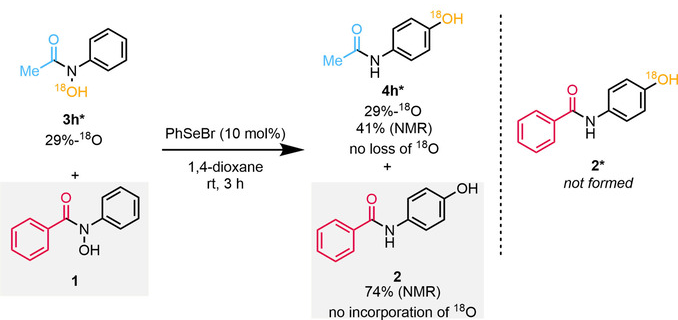 O
Me
N
¹⁸OH
3h*
29%-¹⁸O
+
O
N
OH
1
PhSeBr (10 mol%)
1,4-dioxane
rt, 3 h
¹⁸OH
O
Me
N
H
4h*
29%-¹⁸O
41% (NMR)
no loss of ¹⁸O
+
OH
O
N
H
2
74% (NMR)
no incorporation of ¹⁸O
¹⁸OH
O
N
H
2*
not formed